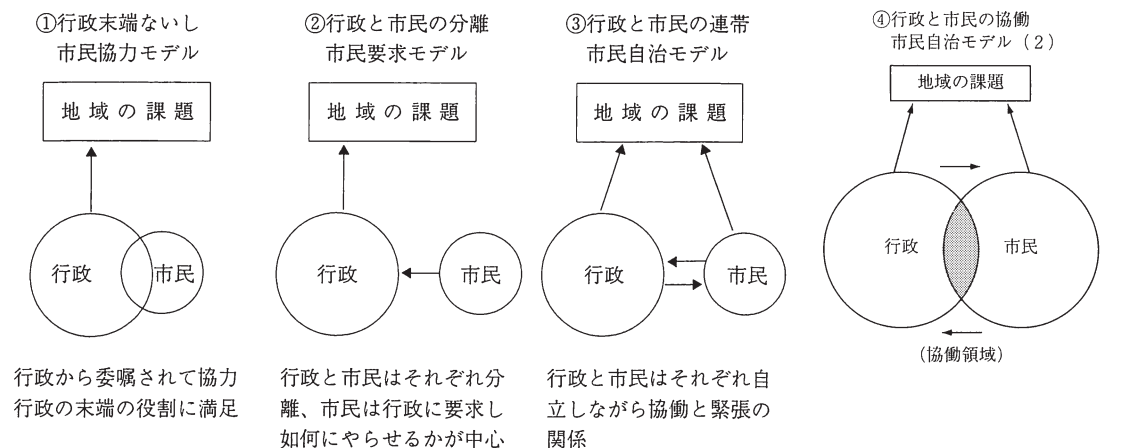 ①行政末端ないし
市民協力モデル
地域の課題
行政
市民
行政から委嘱されて協力
行政の末端の役割に満足
②行政と市民の分離
市民要求モデル
地域の課題
行政
市民
行政と市民はそれぞれ分
離、市民は行政に要求し
如何にやらせるかが中心
③行政と市民の連帯
市民自治モデル
地域の課題
行政
市民
行政と市民はそれぞれ自
立しながら協働と緊張の
関係
④行政と市民の協働
市民自治モデル（2）
地域の課題
行政
市民
（協働領域）